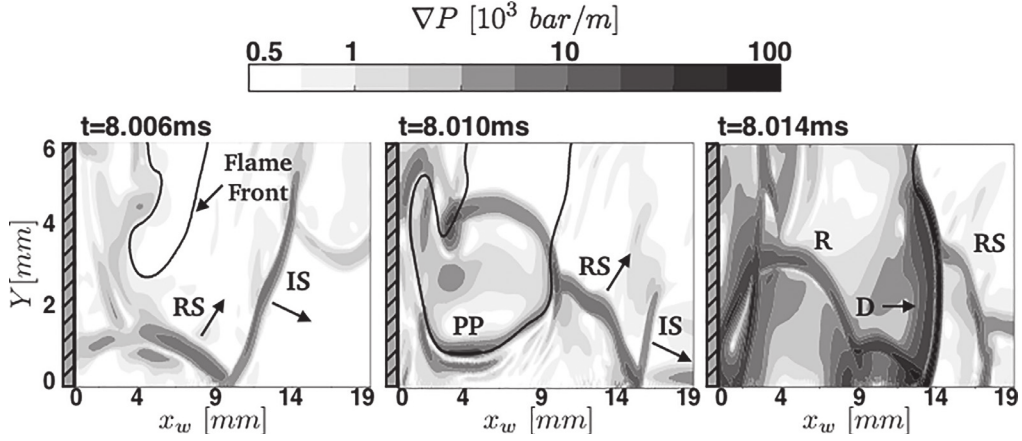 ∇P [10³ bar/m]
0.5 1 10 100
t=8.006ms t=8.010ms t=8.014ms
Y [mm]
6
4
2
0
Flame
Front
RS
IS
0 4 9 14 19
x_w [mm]
RS
PP
IS
0 4 9 14 19
x_w [mm]
R
RS
D
0 4 9 14 19
x_w [mm]